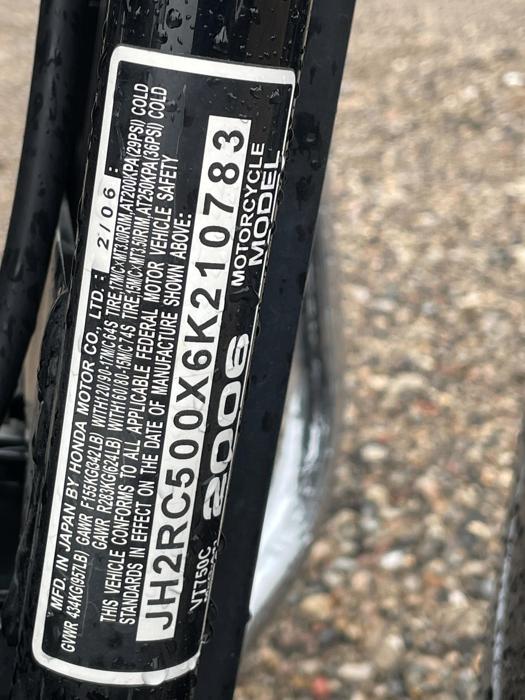 MFD. IN JAPAN BY HONDA MOTOR CO., LTD. : 2/06 :
GVWR 434KG(957LB) GAWR F 155KG(342LB) WITH120/90-17M/C 64S TIRE,17M/C×MT3.00RIM,AT200KPA(29PSI) COLD
GAWR R283KG(624LB) WITH160/80-15M/C 74S TIRE,15M/C×MT3.50RIM,AT250KPA(36PSI) COLD
THIS VEHICLE CONFORMS TO ALL APPLICABLE FEDERAL MOTOR VEHICLE SAFETY
STANDARDS IN EFFECT ON THE DATE OF MANUFACTURE SHOWN ABOVE:
JH2RC500X6K210783
VT750C 2006 MOTORCYCLE
MODEL